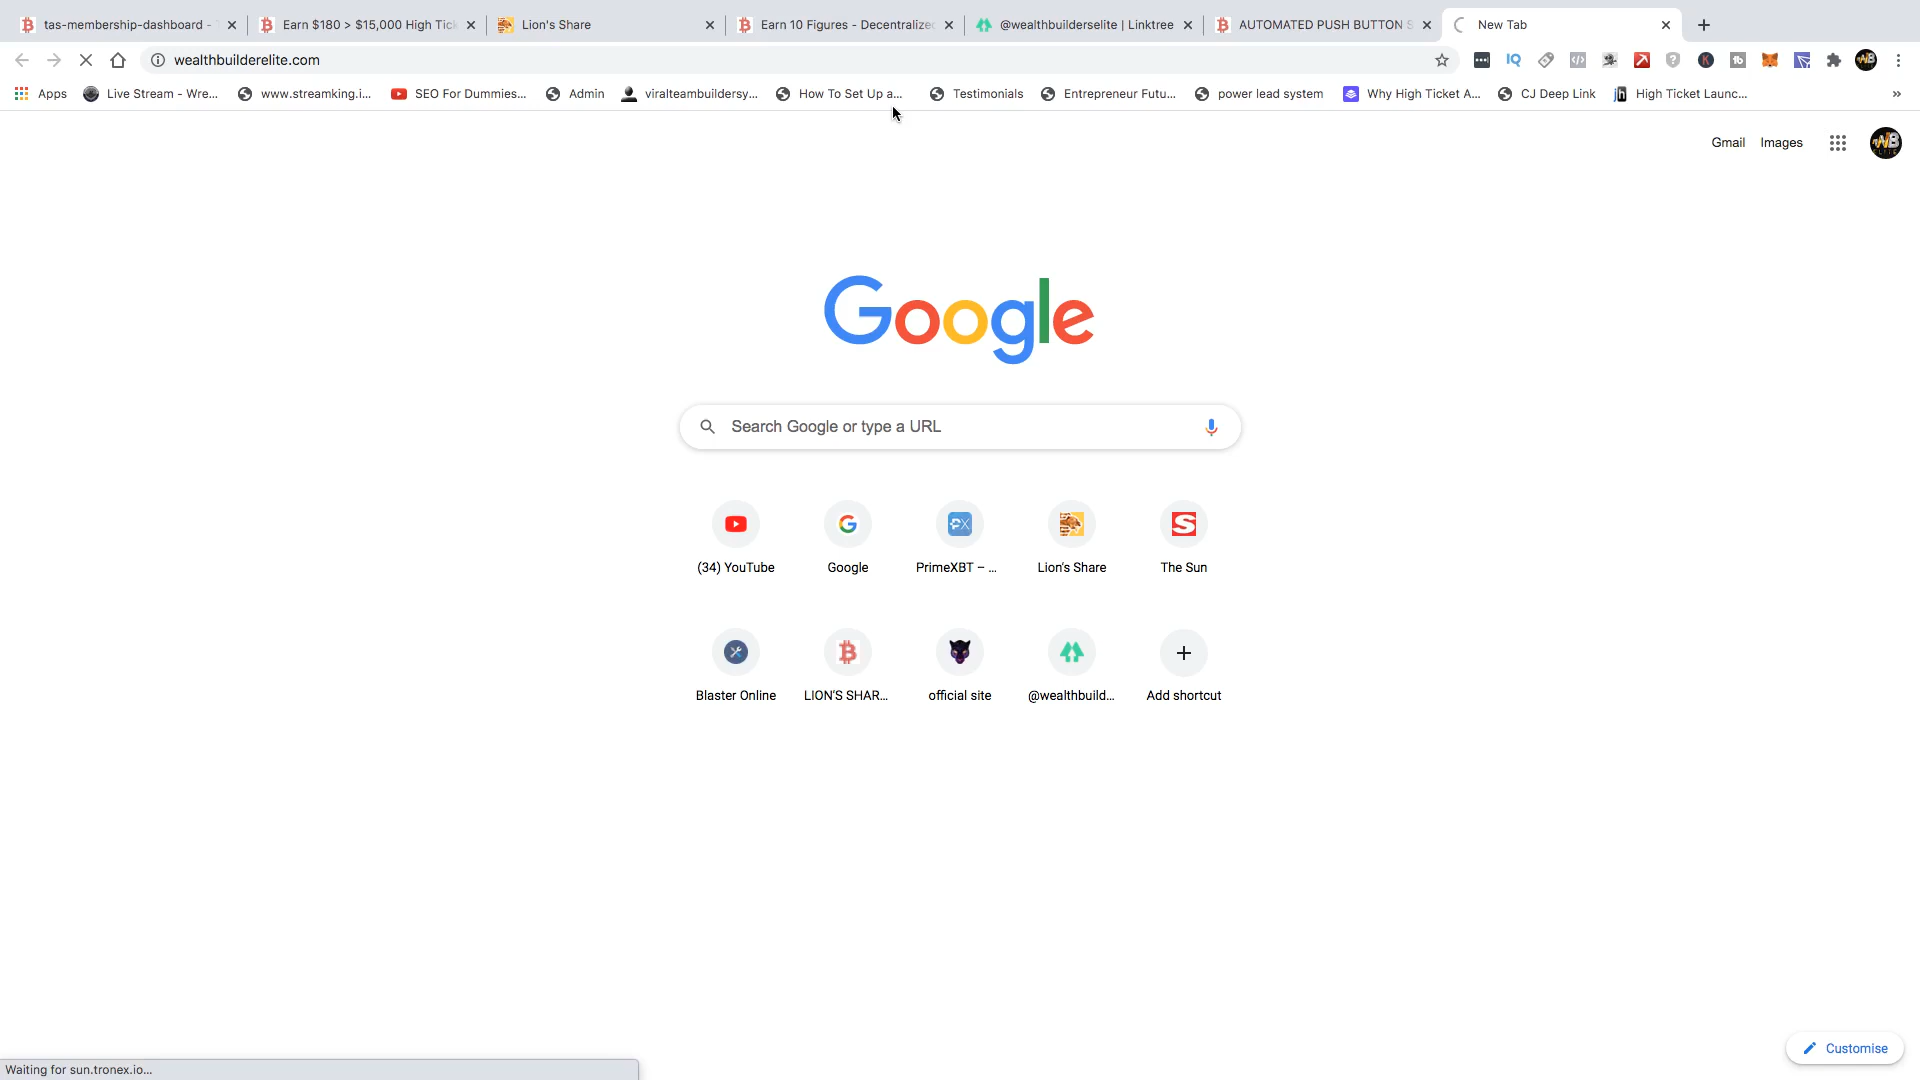 tas-membership-dashboard -
Earn $180 > $15,000 High Tick
Lion's Share
Earn 10 Figures - Decentralized
@wealthbuilderselite | Linktree
AUTOMATED PUSH BUTTON S
New Tab
wealthbuilderelite.com
Apps
Live Stream - Wre...
www.streamking.i...
SEO For Dummies...
Admin
viralteambuildersy...
How To Set Up a...
Testimonials
Entrepreneur Futu...
power lead system
Why High Ticket A...
CJ Deep Link
High Ticket Launc...
Gmail
Images
Google
Search Google or type a URL
(34) YouTube
Google
PrimeXBT – ...
Lion's Share
The Sun
Blaster Online
LION'S SHAR...
official site
@wealthbuild...
Add shortcut
Customise
Waiting for sun.tronex.io...